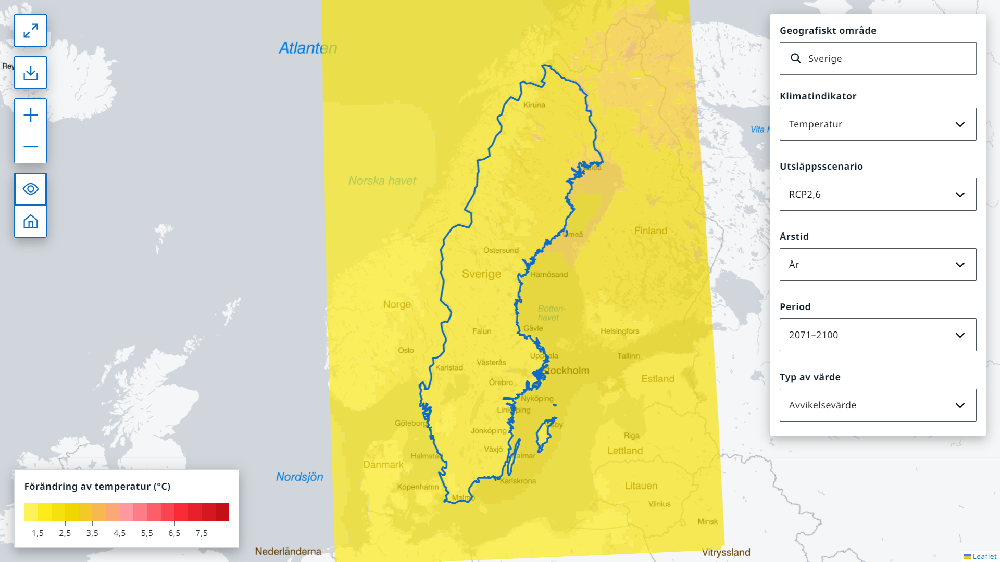 Geografiskt område
Sverige
Klimatindikator
Temperatur
Utsläppsscenario
RCP2,6
Årstid
År
Period
2071–2100
Typ av värde
Avvikelsevärde
Atlanten
Rey
Vita h
Kiruna
Norska havet
Finland
Umeå
Östersund
Sverige
Härnösand
Norge
Botten-
havet
Falun
Gävle
Helsingfors
Oslo
Västerås
Uppsala
Tallinn
Karlstad
Stockholm
Örebro
Estland
Nyköping
Linköping
Göteborg
Visby
Jönköping
Riga
Växjö
Lettland
Halmstad
Kalmar
Danmark
Nordsjön
Karlskrona
Köpenhamn
Litauen
Malmö
Vilnius
Minsk
Nederländerna
Vitryssland
Förändring av temperatur (°C)
1,5 2,5 3,5 4,5 5,5 6,5 7,5
Leaflet